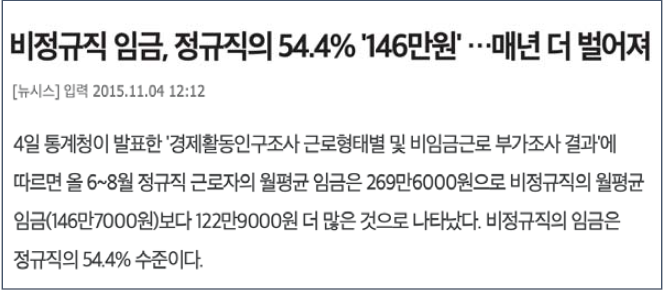 비정규직 임금, 정규직의 54.4% '146만원' …매년 더 벌어져
[뉴시스] 입력 2015.11.04 12:12
4일 통계청이 발표한 '경제활동인구조사 근로형태별 및 비임금근로 부가조사 결과'에
따르면 올 6~8월 정규직 근로자의 월평균 임금은 269만6000원으로 비정규직의 월평균
임금(146만7000원)보다 122만9000원 더 많은 것으로 나타났다. 비정규직의 임금은
정규직의 54.4% 수준이다.